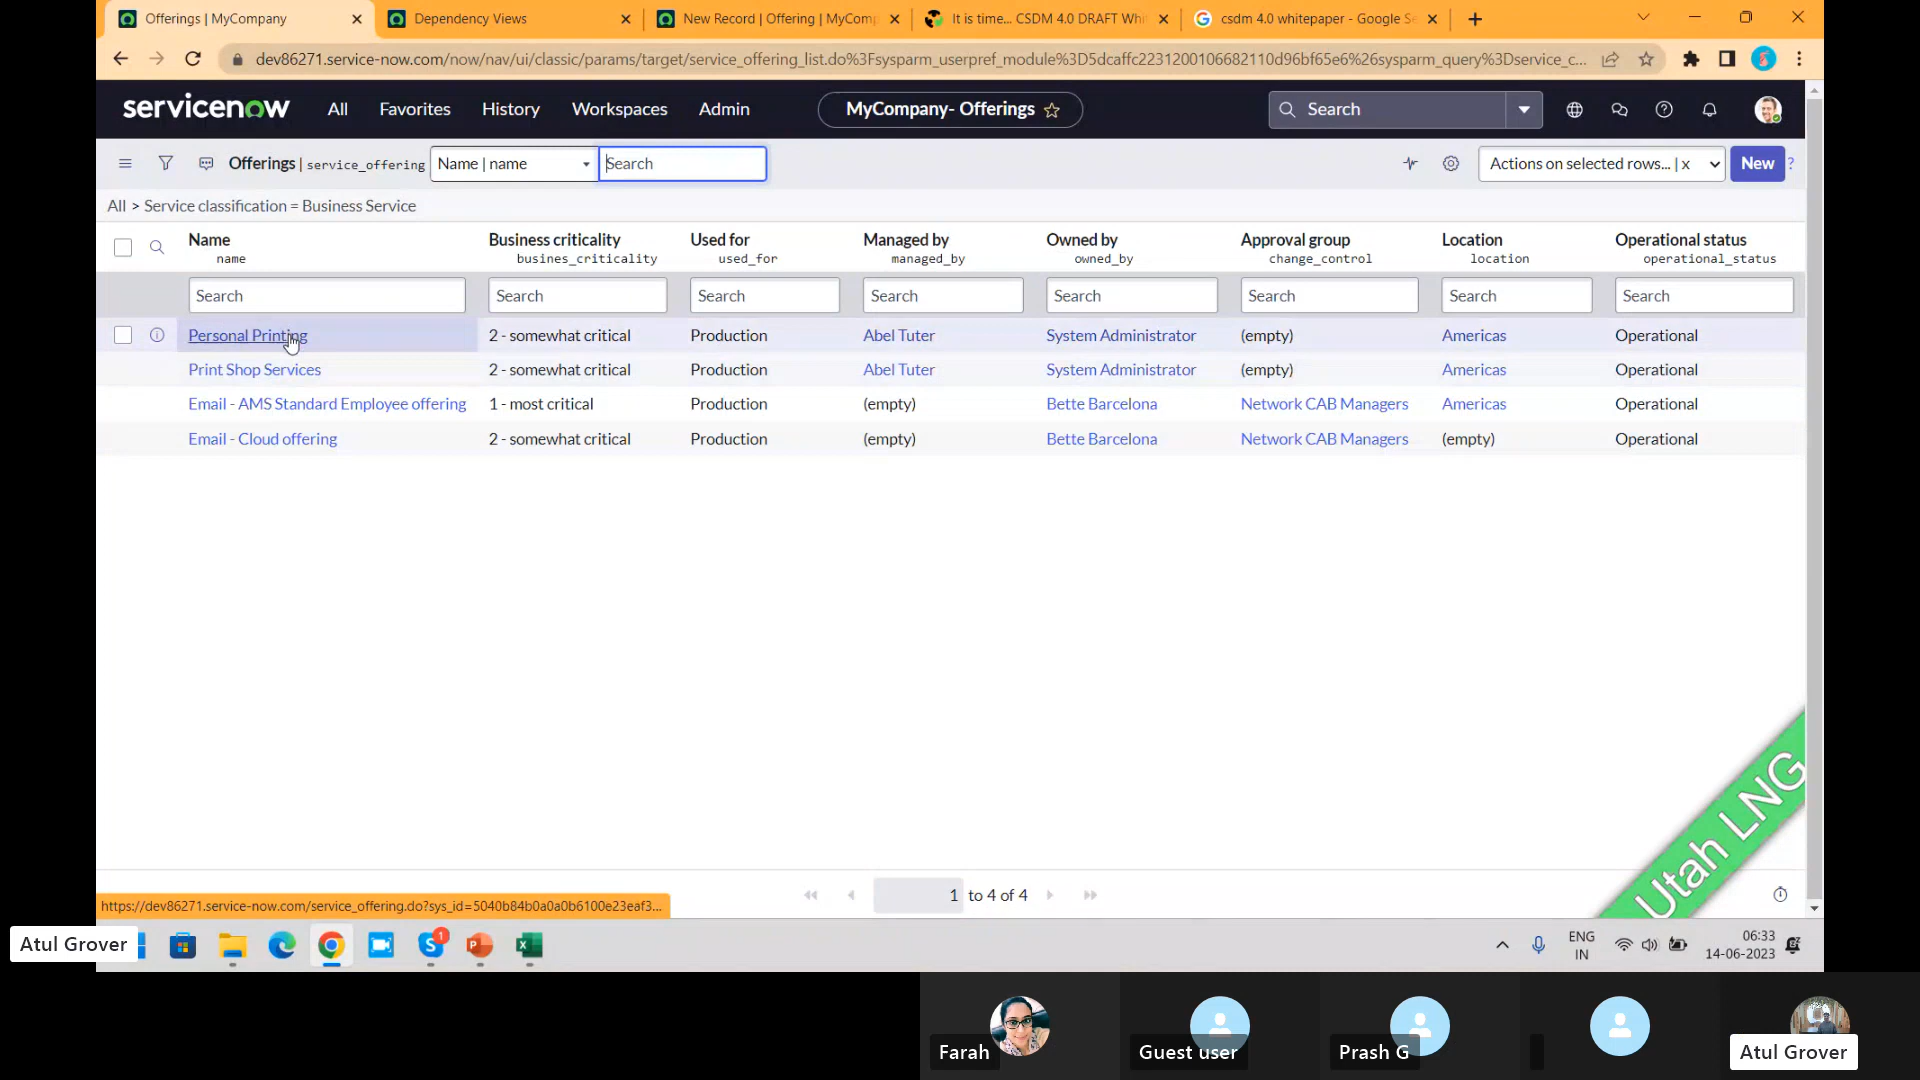 Offerings | MyCompany
Dependency Views
New Record | Offering | MyComp
It is time... CSDM 4.0 DRAFT Whi
csdm 4.0 whitepaper - Google Se
dev86271.service-now.com/now/nav/ui/classic/params/target/service_offering_list.do%3Fsysparm_userpref_module%3D5dcaffc2231200106682110d96bf65e6%26sysparm_query%3Dservice_c...
servicenow All Favorites History Workspaces Admin MyCompany- Offerings Search
Offerings | service_offering Name | name Search Actions on selected rows... | x New ?
All > Service classification = Business Service
Name Business criticality Used for Managed by Owned by Approval group Location Operational status
name busines_criticality used_for managed_by owned_by change_control location operational_status
Search Search Search Search Search Search Search Search
Personal Printing 2 - somewhat critical Production Abel Tuter System Administrator (empty) Americas Operational
Print Shop Services 2 - somewhat critical Production Abel Tuter System Administrator (empty) Americas Operational
Email - AMS Standard Employee offering 1 - most critical Production (empty) Bette Barcelona Network CAB Managers Americas Operational
Email - Cloud offering 2 - somewhat critical Production (empty) Bette Barcelona Network CAB Managers (empty) Operational
Utah LNG
1 to 4 of 4
https://dev86271.service-now.com/service_offering.do?sys_id=5040b84b0a0a0b6100e23eaf3...
Atul Grover
1
ENG
IN
06:33
14-06-2023
Farah
Guest user
Prash G
Atul Grover